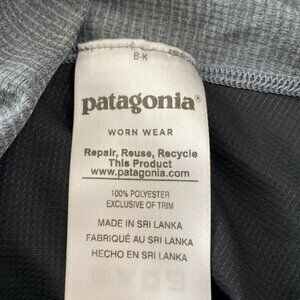 B-K
patagonia®
WORN WEAR
Repair, Reuse, Recycle
This Product
www.patagonia.com
100% POLYESTER
EXCLUSIVE OF TRIM
MADE IN SRI LANKA
FABRIQUÉ AU SRI LANKA
HECHO EN SRI LANKA